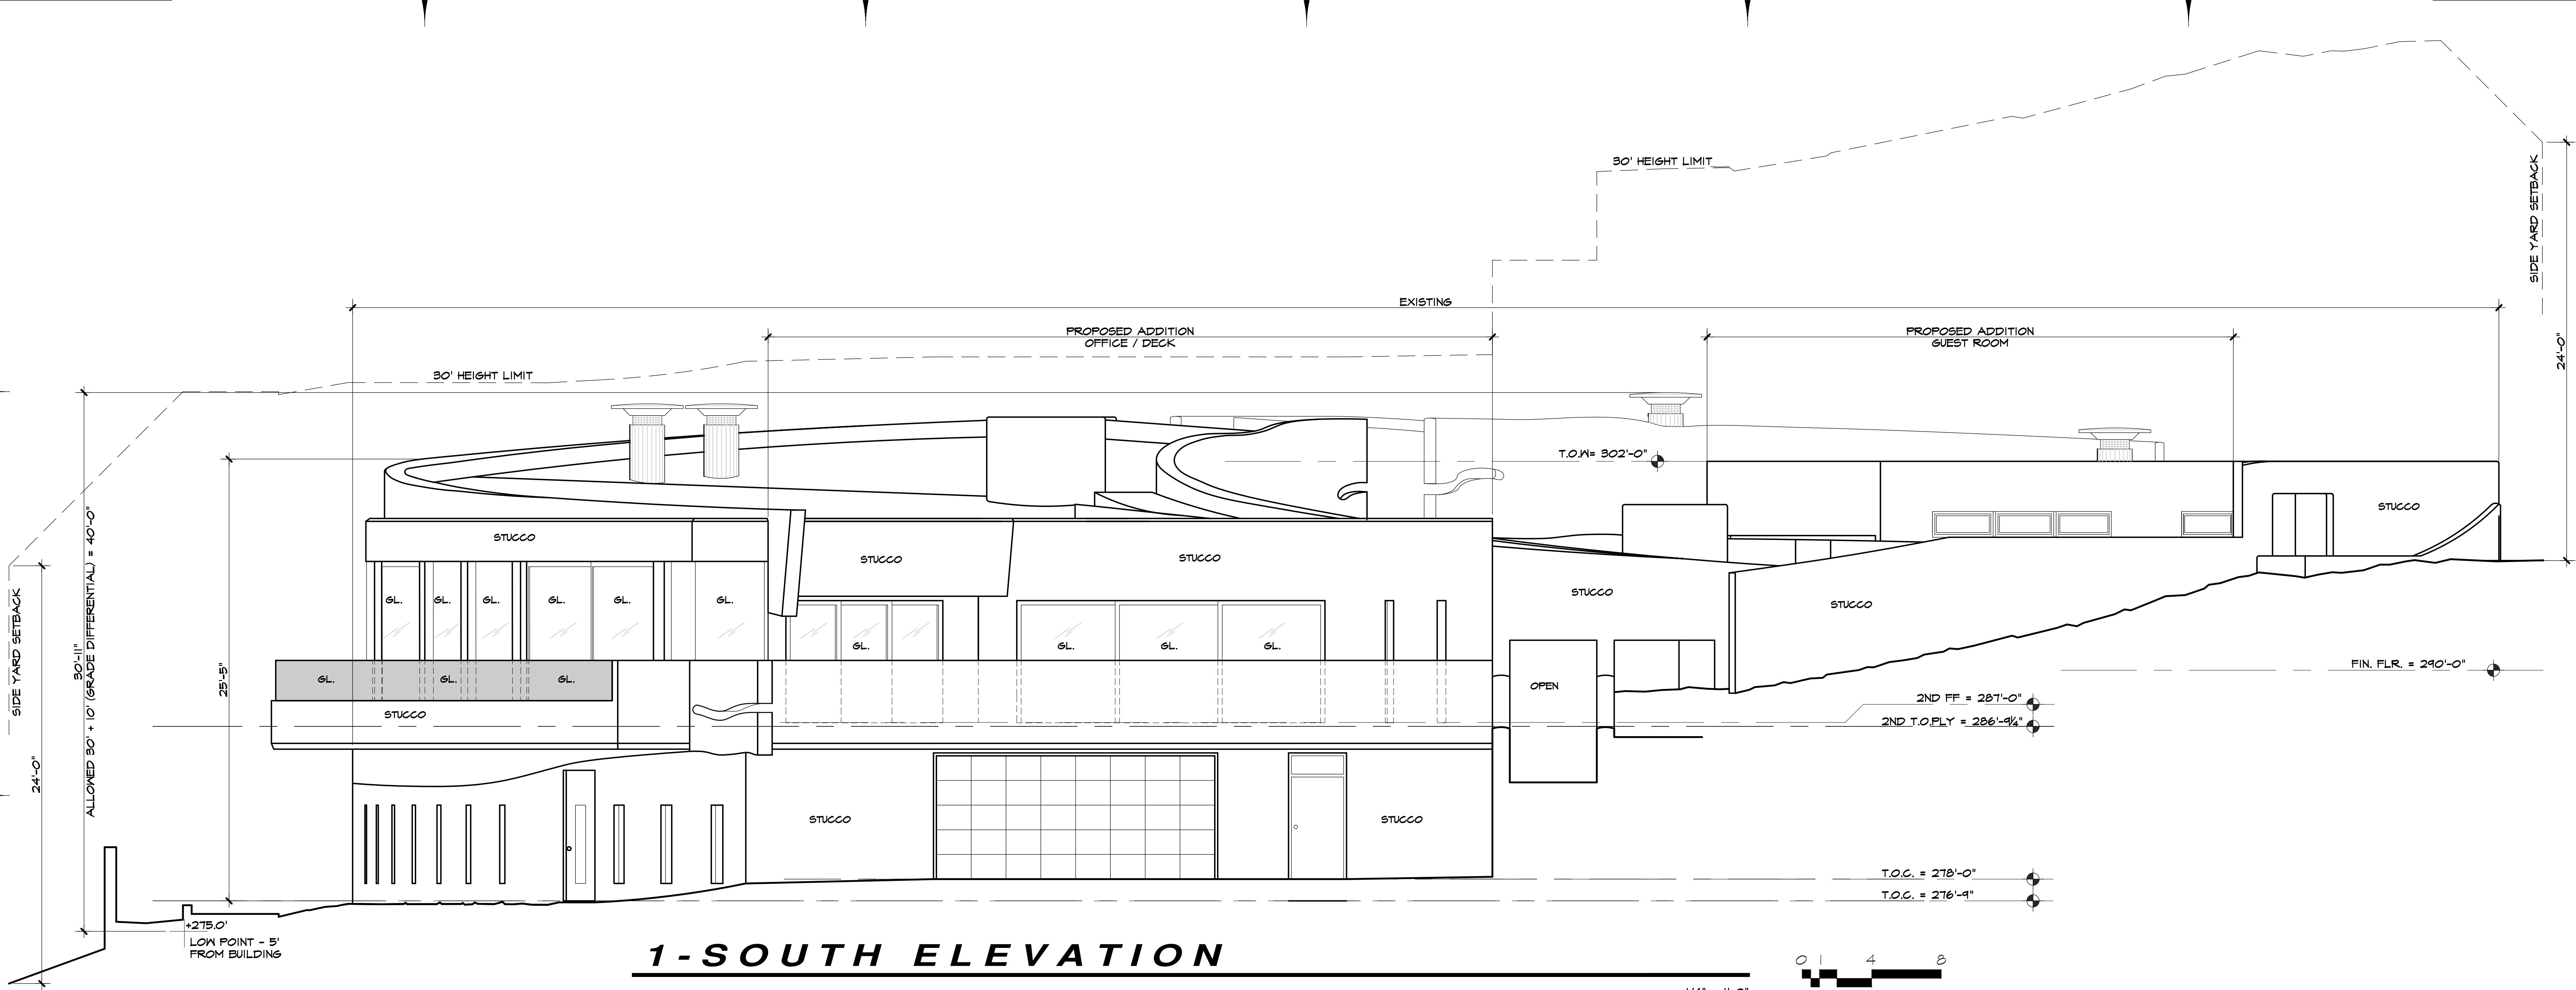 30' HEIGHT LIMIT
SIDE YARD SETBACK
24'-0"
EXISTING
PROPOSED ADDITION
OFFICE / DECK
PROPOSED ADDITION
GUEST ROOM
30' HEIGHT LIMIT
T.O.W= 302'-0"
STUCCO
STUCCO
STUCCO
STUCCO
STUCCO
STUCCO
GL.
GL.
GL.
GL.
GL.
GL.
GL.
GL.
GL.
GL.
GL.
GL.
GL.
STUCCO
OPEN
SIDE YARD SETBACK
24'-0"
30'-11"
ALLOWED 30' + 10' (GRADE DIFFERENTIAL) = 40'-0"
25'-5"
FIN. FLR. = 290'-0"
2ND FF = 287'-0"
2ND T.O.PLY = 286'-9¼"
STUCCO
STUCCO
T.O.C. = 278'-0"
T.O.C. = 276'-9"
+275.0'
LOW POINT - 5'
FROM BUILDING
1-SOUTH ELEVATION
0 1 4 8